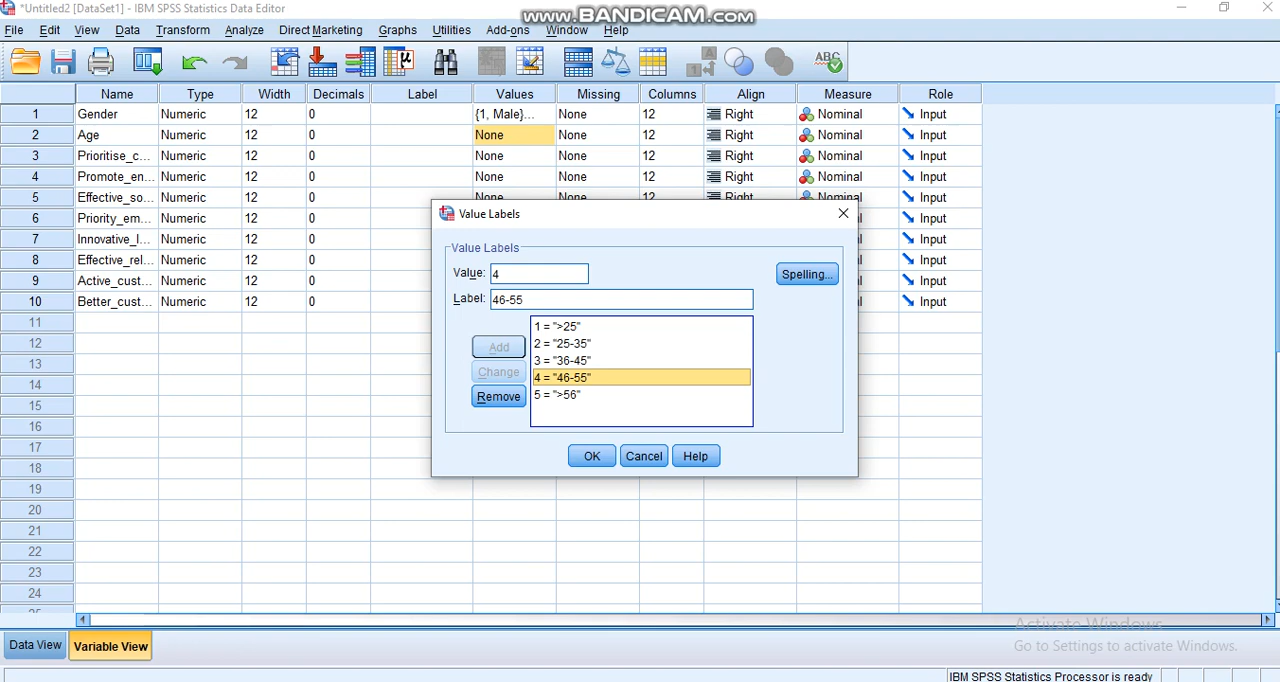 *Untitled2 [DataSet1] - IBM SPSS Statistics Data Editor
www.BANDICAM.com
File Edit View Data Transform Analyze Direct Marketing Graphs Utilities Add-ons Window Help
Name Type Width Decimals Label Values Missing Columns Align Measure Role
1 Gender Numeric 12 0 {1, Male}... None 12 Right Nominal Input
2 Age Numeric 12 0 None None 12 Right Nominal Input
3 Prioritise_c... Numeric 12 0 None None 12 Right Nominal Input
4 Promote_en... Numeric 12 0 None None 12 Right Nominal Input
5 Effective_so... Numeric 12 0 None None 12 Right Nominal Input
6 Priority_em... Numeric 12 0 Input
7 Innovative_l... Numeric 12 0 Input
8 Effective_rel... Numeric 12 0 Input
9 Active_cust... Numeric 12 0 Input
10 Better_cust... Numeric 12 0 Input
11
12
13
14
15
16
17
18
19
20
21
22
23
24
Value Labels
Value Labels
Value: 4
Spelling...
Label: 46-55
1 = ">25"
2 = "25-35"
3 = "36-45"
4 = "46-55"
5 = ">56"
Add
Change
Remove
OK Cancel Help
Activate Windows
Go to Settings to activate Windows.
Data View Variable View
IBM SPSS Statistics Processor is ready